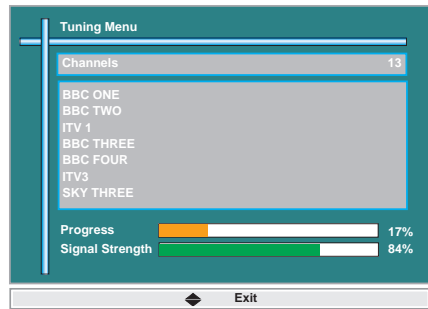 Tuning Menu
Channels 13
BBC ONE
BBC TWO
ITV 1
BBC THREE
BBC FOUR
ITV3
SKY THREE
Progress 17%
Signal Strength 84%
Exit